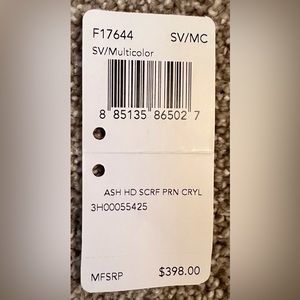 F17644 SV/MC
SV/Multicolor
8 85135 86502 7
ASH HD SCRF PRN CRYL
3H00055425
MFSRP $398.00